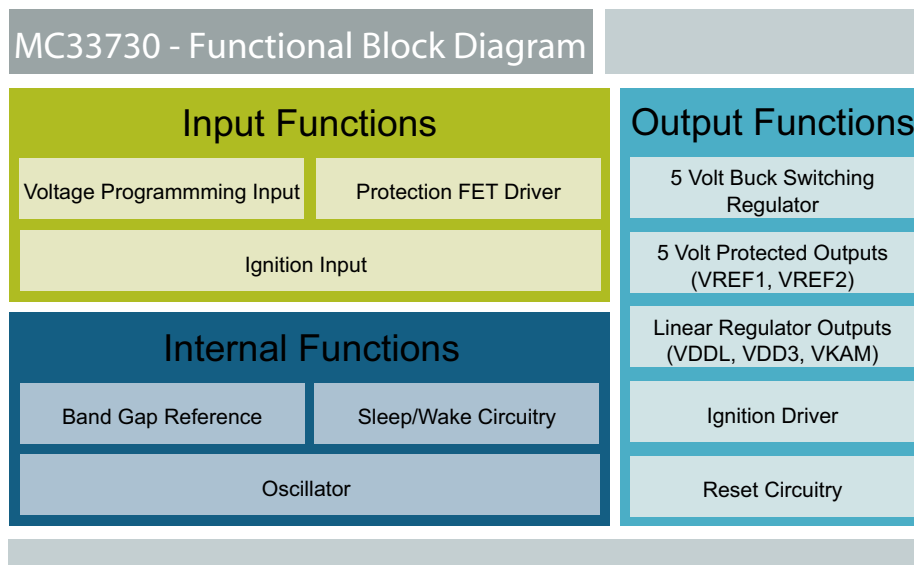 MC33730 - Functional Block Diagram
Input Functions
Voltage Programmming Input
Protection FET Driver
Ignition Input
Internal Functions
Band Gap Reference
Sleep/Wake Circuitry
Oscillator
Output Functions
5 Volt Buck Switching
Regulator
5 Volt Protected Outputs
(VREF1, VREF2)
Linear Regulator Outputs
(VDDL, VDD3, VKAM)
Ignition Driver
Reset Circuitry